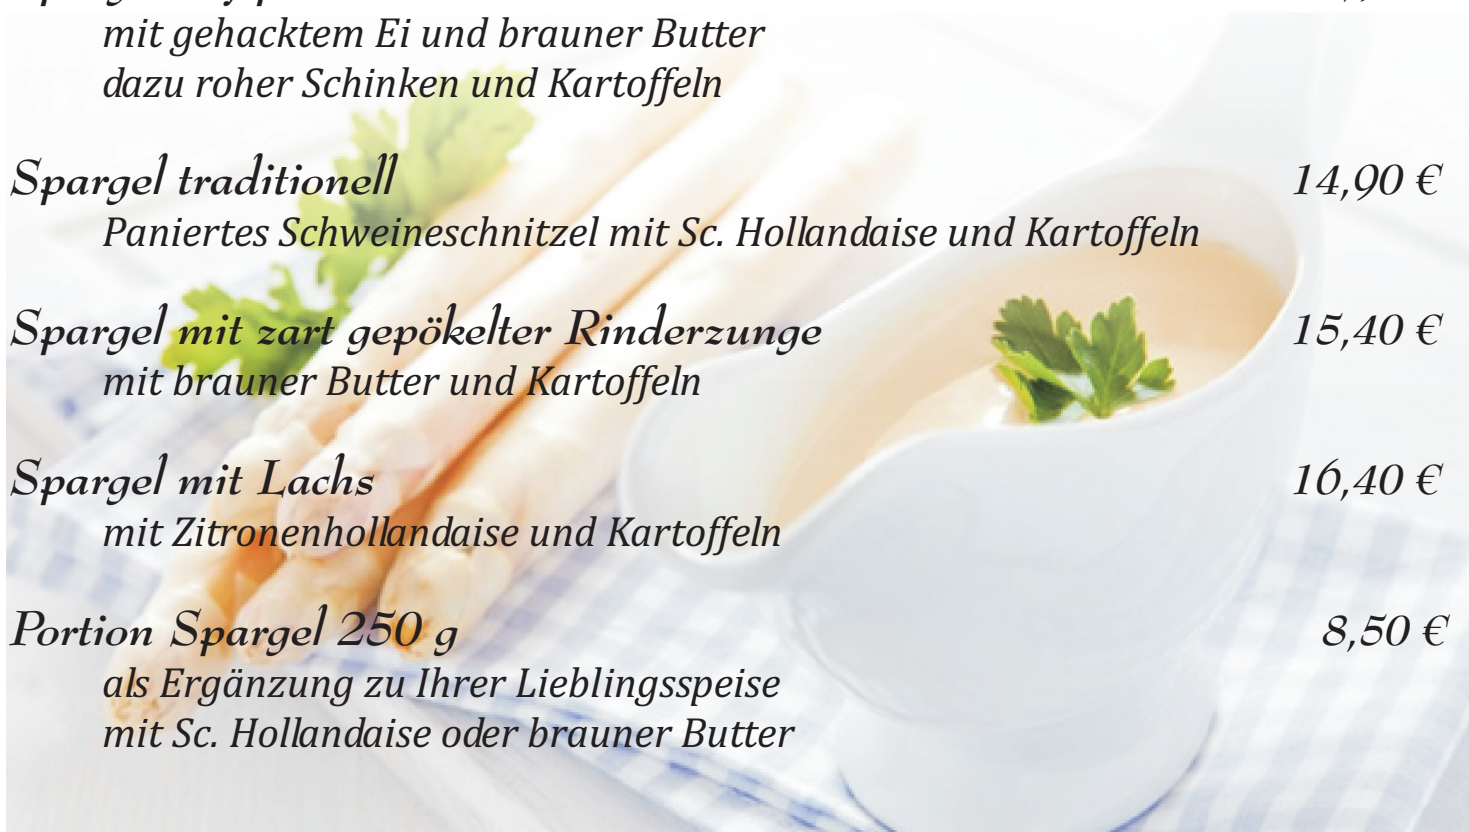 mit gehacktem Ei und brauner Butter
dazu roher Schinken und Kartoffeln
Spargel traditionell 14,90 €
Paniertes Schweineschnitzel mit Sc. Hollandaise und Kartoffeln
Spargel mit zart gepökelter Rinderzunge 15,40 €
mit brauner Butter und Kartoffeln
Spargel mit Lachs 16,40 €
mit Zitronenhollandaise und Kartoffeln
Portion Spargel 250 g 8,50 €
als Ergänzung zu Ihrer Lieblingsspeise
mit Sc. Hollandaise oder brauner Butter